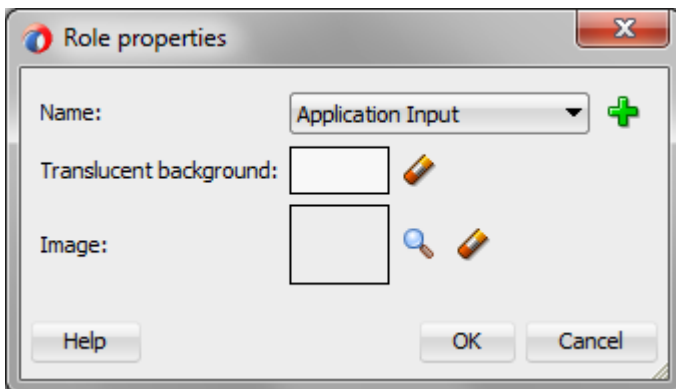 Role properties
Name:
Application Input
Translucent background:
Image:
Help
OK
Cancel